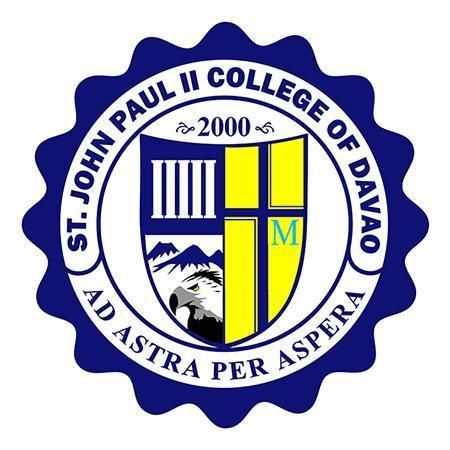 ST. JOHN PAUL II COLLEGE OF DAVAO
2000
M
AD ASTRA PER ASPERA